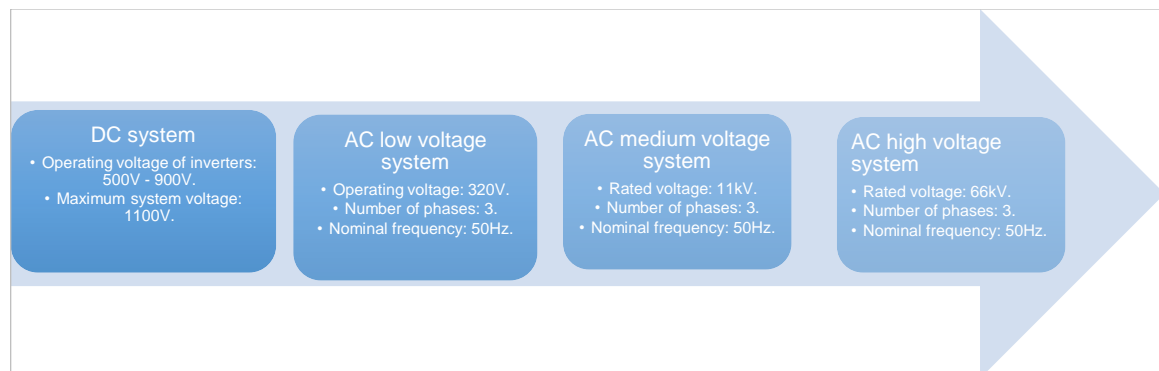 DC system
• Operating voltage of inverters:
500V - 900V.
• Maximum system voltage:
1100V.
AC low voltage
system
• Operating voltage: 320V.
• Number of phases: 3.
• Nominal frequency: 50Hz.
AC medium voltage
system
• Rated voltage: 11kV.
• Number of phases: 3.
• Nominal frequency: 50Hz.
AC high voltage
system
• Rated voltage: 66kV.
• Number of phases: 3.
• Nominal frequency: 50Hz.